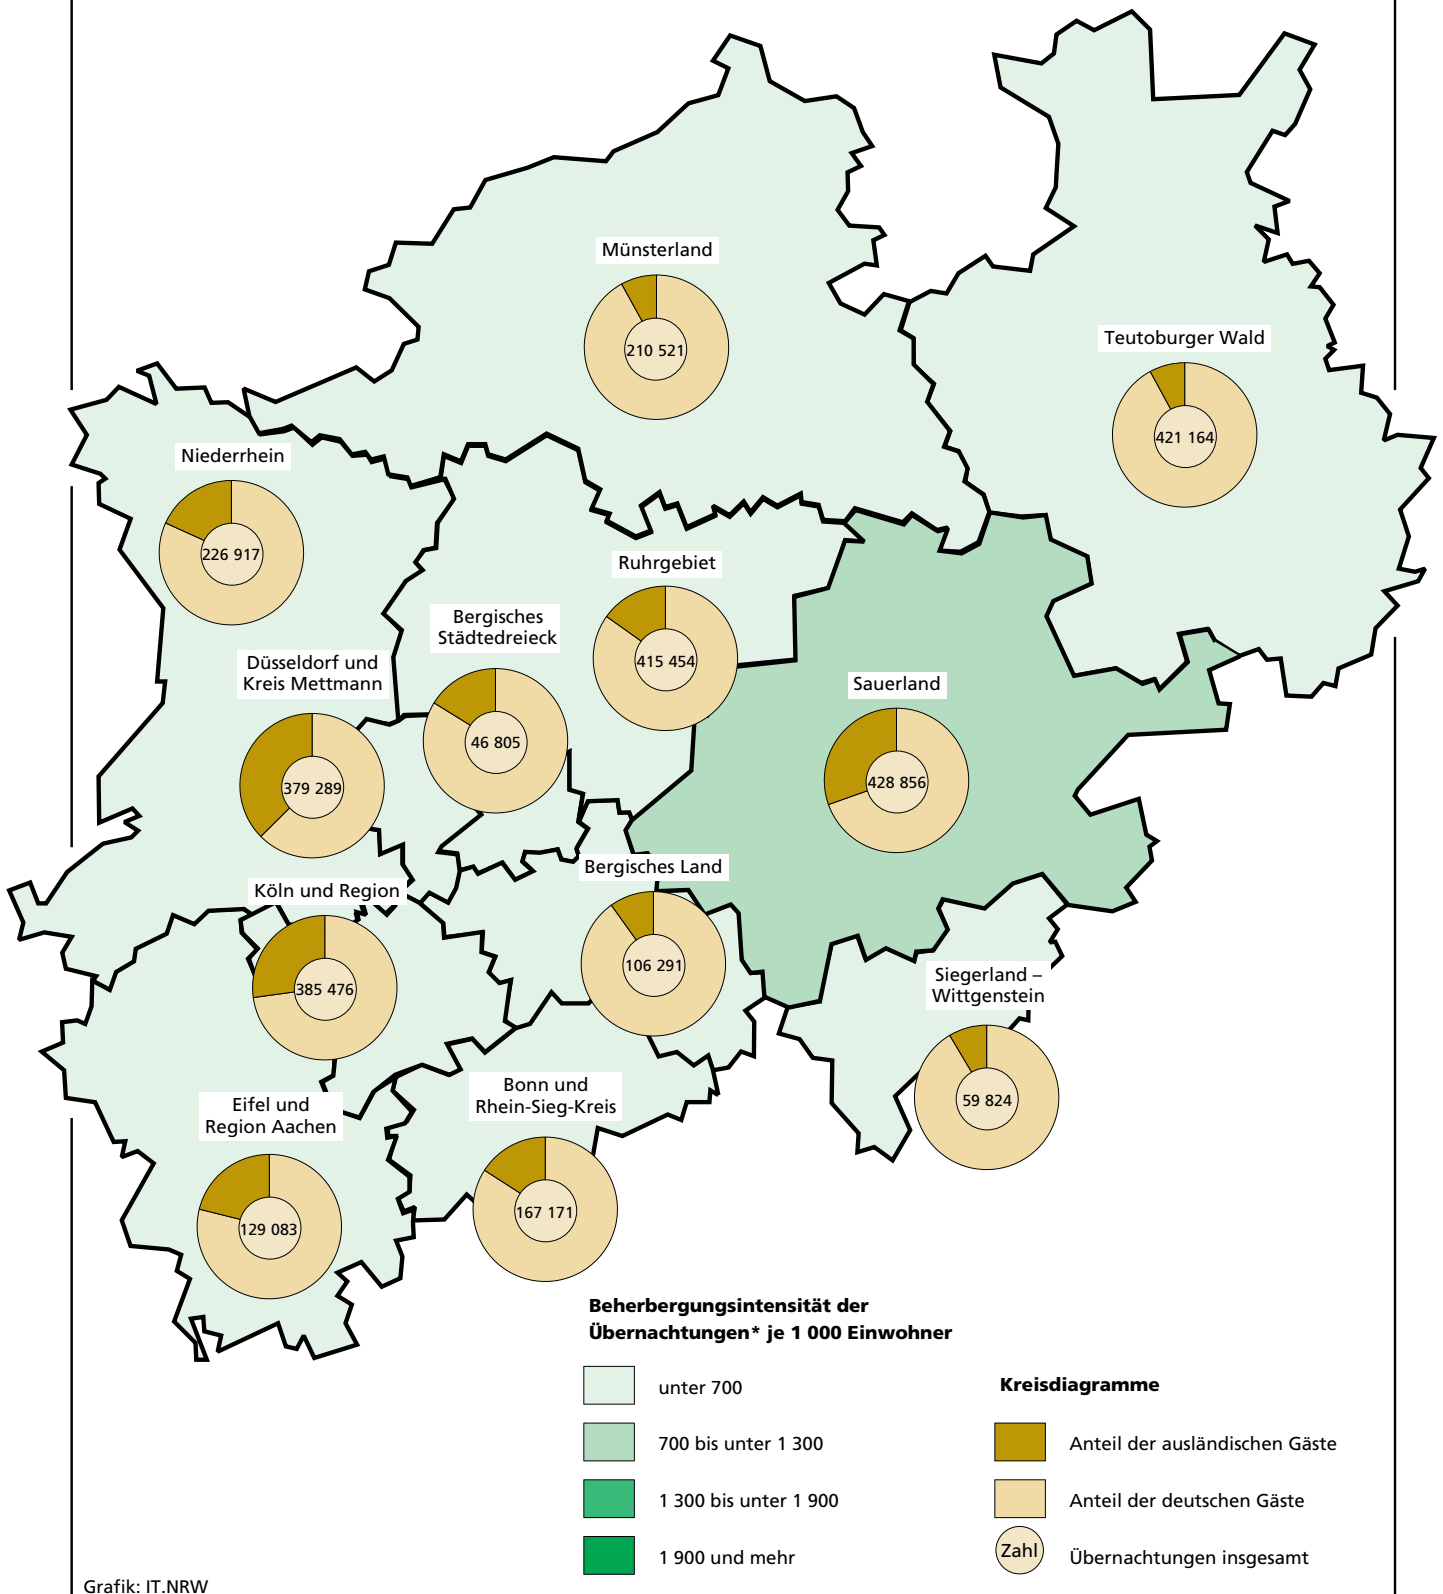 Münsterland
210 521
Teutoburger Wald
421 164
Niederrhein
226 917
Ruhrgebiet
415 454
Bergisches
Städtedreieck
46 805
Düsseldorf und
Kreis Mettmann
379 289
Sauerland
428 856
Bergisches Land
106 291
Köln und Region
385 476
Siegerland –
Wittgenstein
59 824
Bonn und
Rhein-Sieg-Kreis
167 171
Eifel und
Region Aachen
129 083
Beherbergungsintensität der
Übernachtungen* je 1 000 Einwohner
unter 700
700 bis unter 1 300
1 300 bis unter 1 900
1 900 und mehr
Kreisdiagramme
Anteil der ausländischen Gäste
Anteil der deutschen Gäste
Zahl
Übernachtungen insgesamt
Grafik: IT.NRW